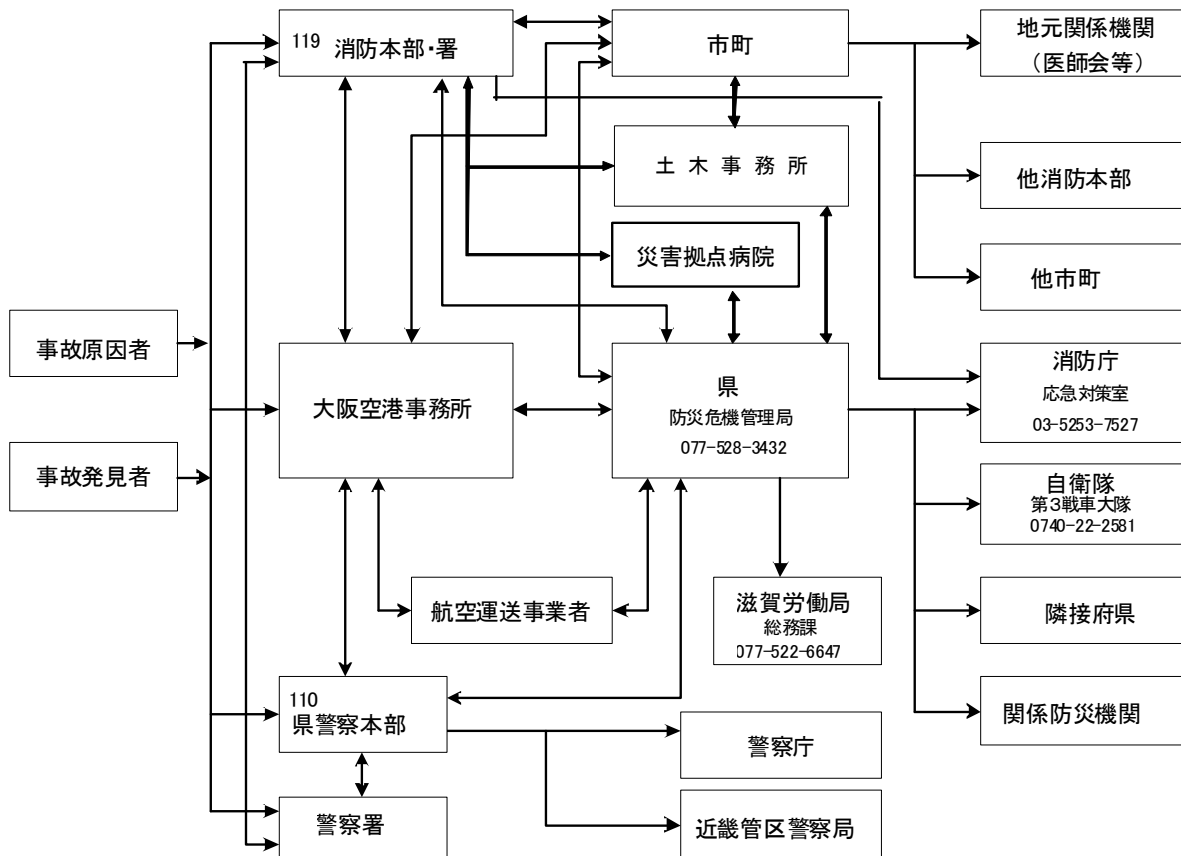 119
消防本部・署
市町
地元関係機関
（医師会等）
土木事務所
他消防本部
災害拠点病院
他市町
事故原因者
大阪空港事務所
県
防災危機管理局
077-528-3432
消防庁
応急対策室
03-5253-7527
事故発見者
自衛隊
第3戦車大隊
0740-22-2581
航空運送事業者
滋賀労働局
総務課
077-522-6647
隣接府県
110
県警察本部
関係防災機関
警察庁
警察署
近畿管区警察局